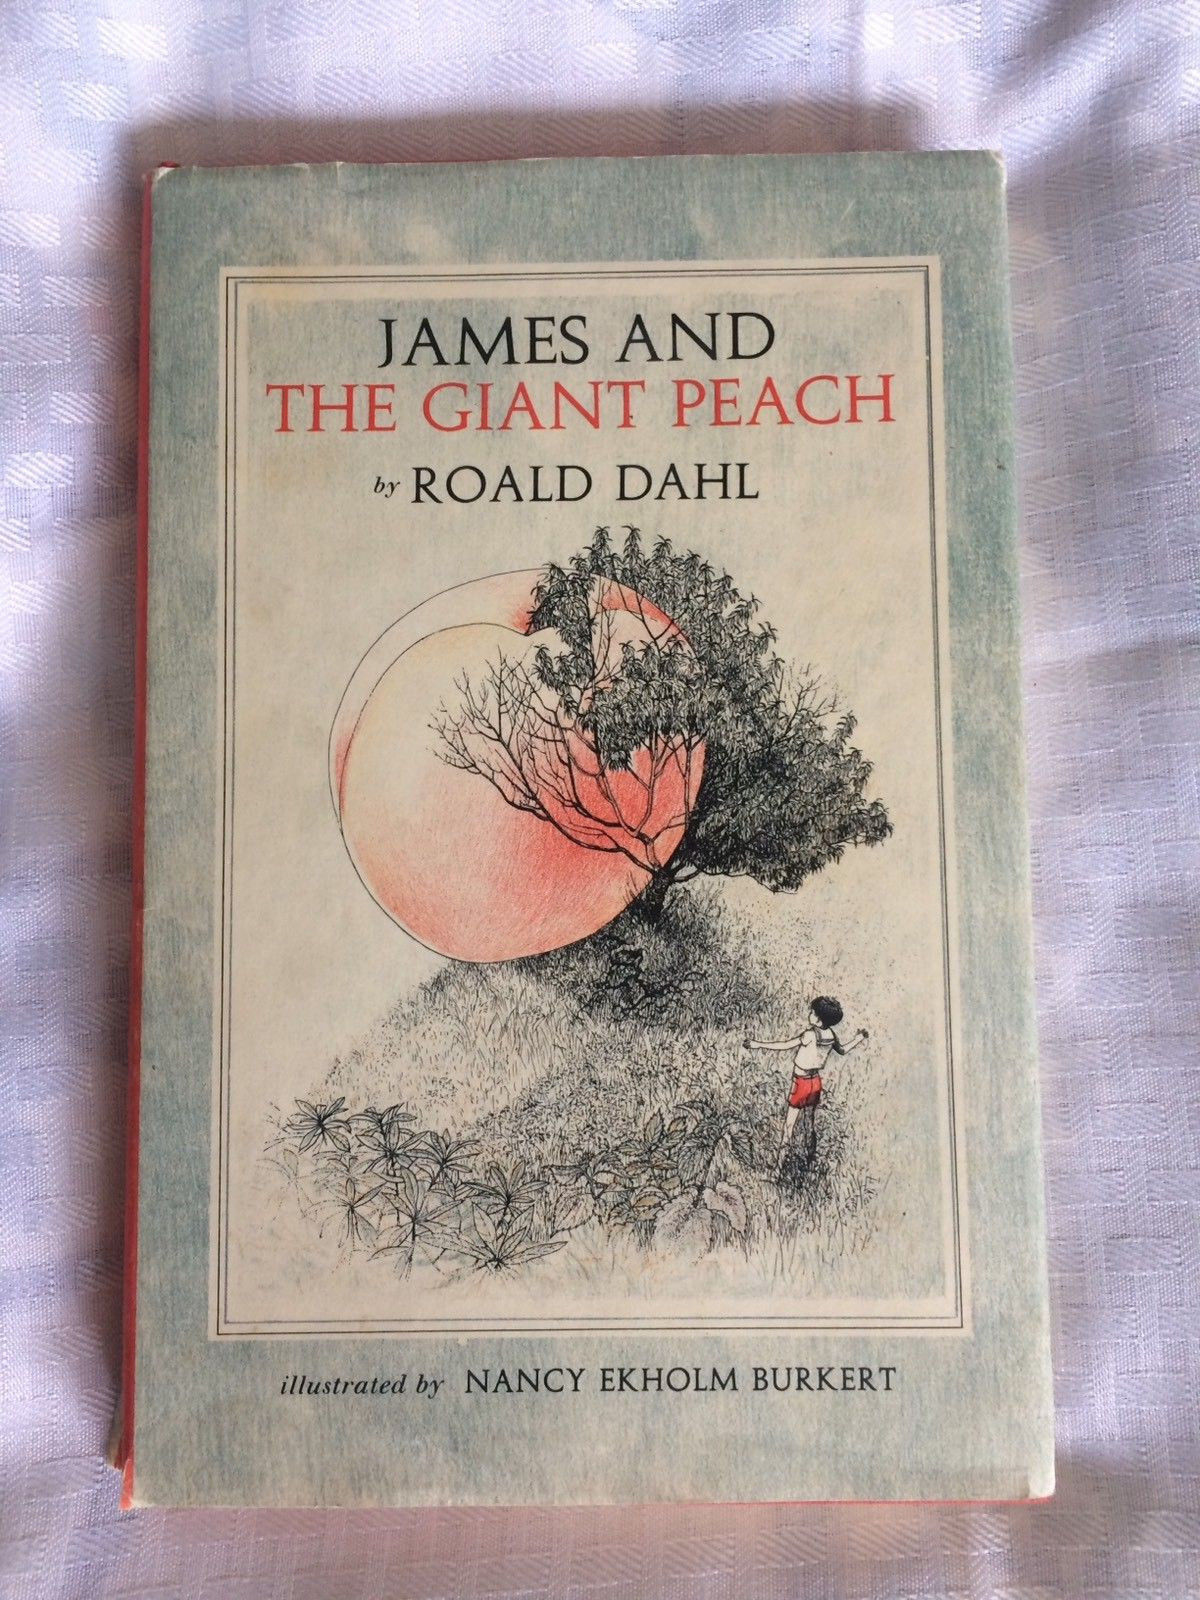 JAMES AND
THE GIANT PEACH
by ROALD DAHL
illustrated by NANCY EKHOLM BURKERT